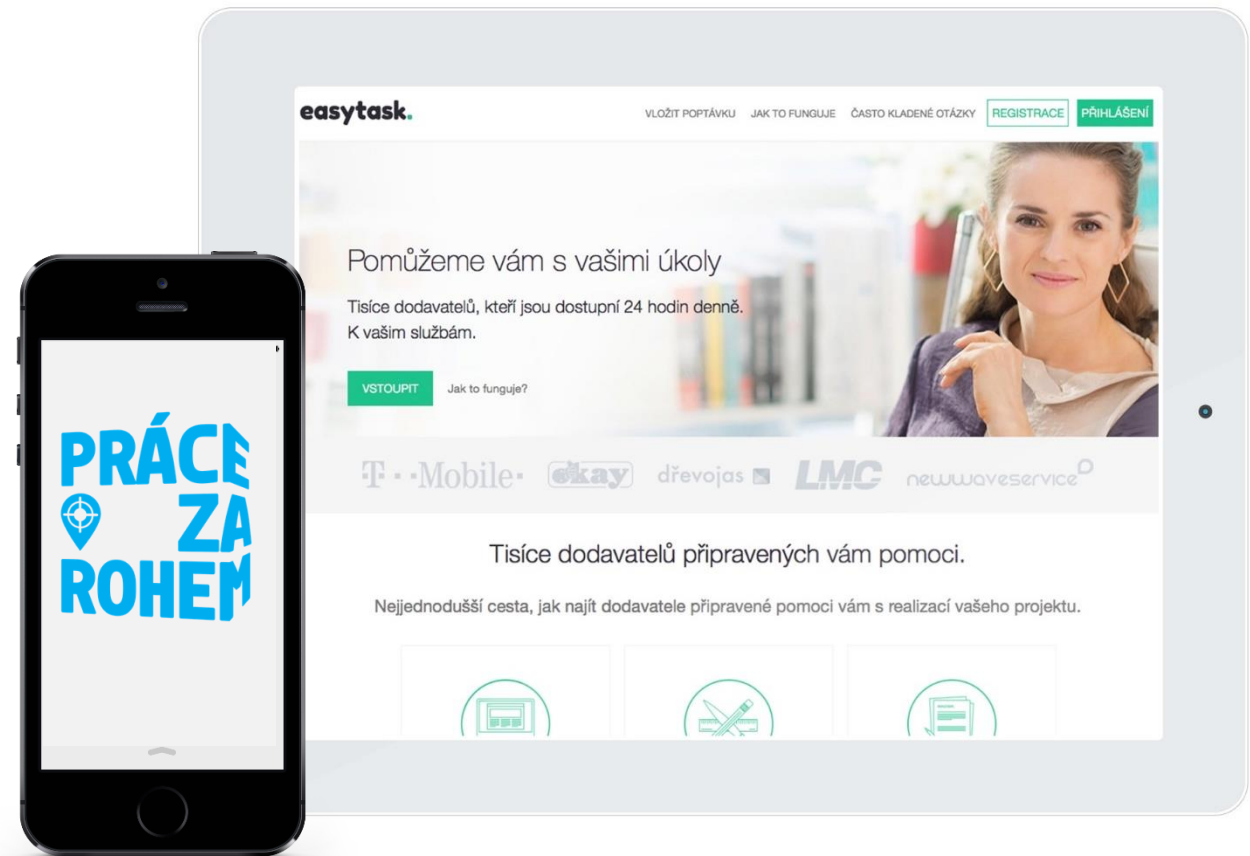 easytask.
VLOŽIT POPTÁVKU JAK TO FUNGUJE ČASTO KLADENÉ OTÁZKY REGISTRACE PŘIHLÁŠENÍ
Pomůžeme vám s vašimi úkoly
Tisíce dodavatelů, kteří jsou dostupní 24 hodin denně.
K vašim službám.
VSTOUPIT Jak to funguje?
T··Mobile· okay dřevojas LMC newwaveservice
Tisíce dodavatelů připravených vám pomoci.
Nejjednodušší cesta, jak najít dodavatele připravené pomoci vám s realizací vašeho projektu.
PRÁCE
ZA
ROHEM